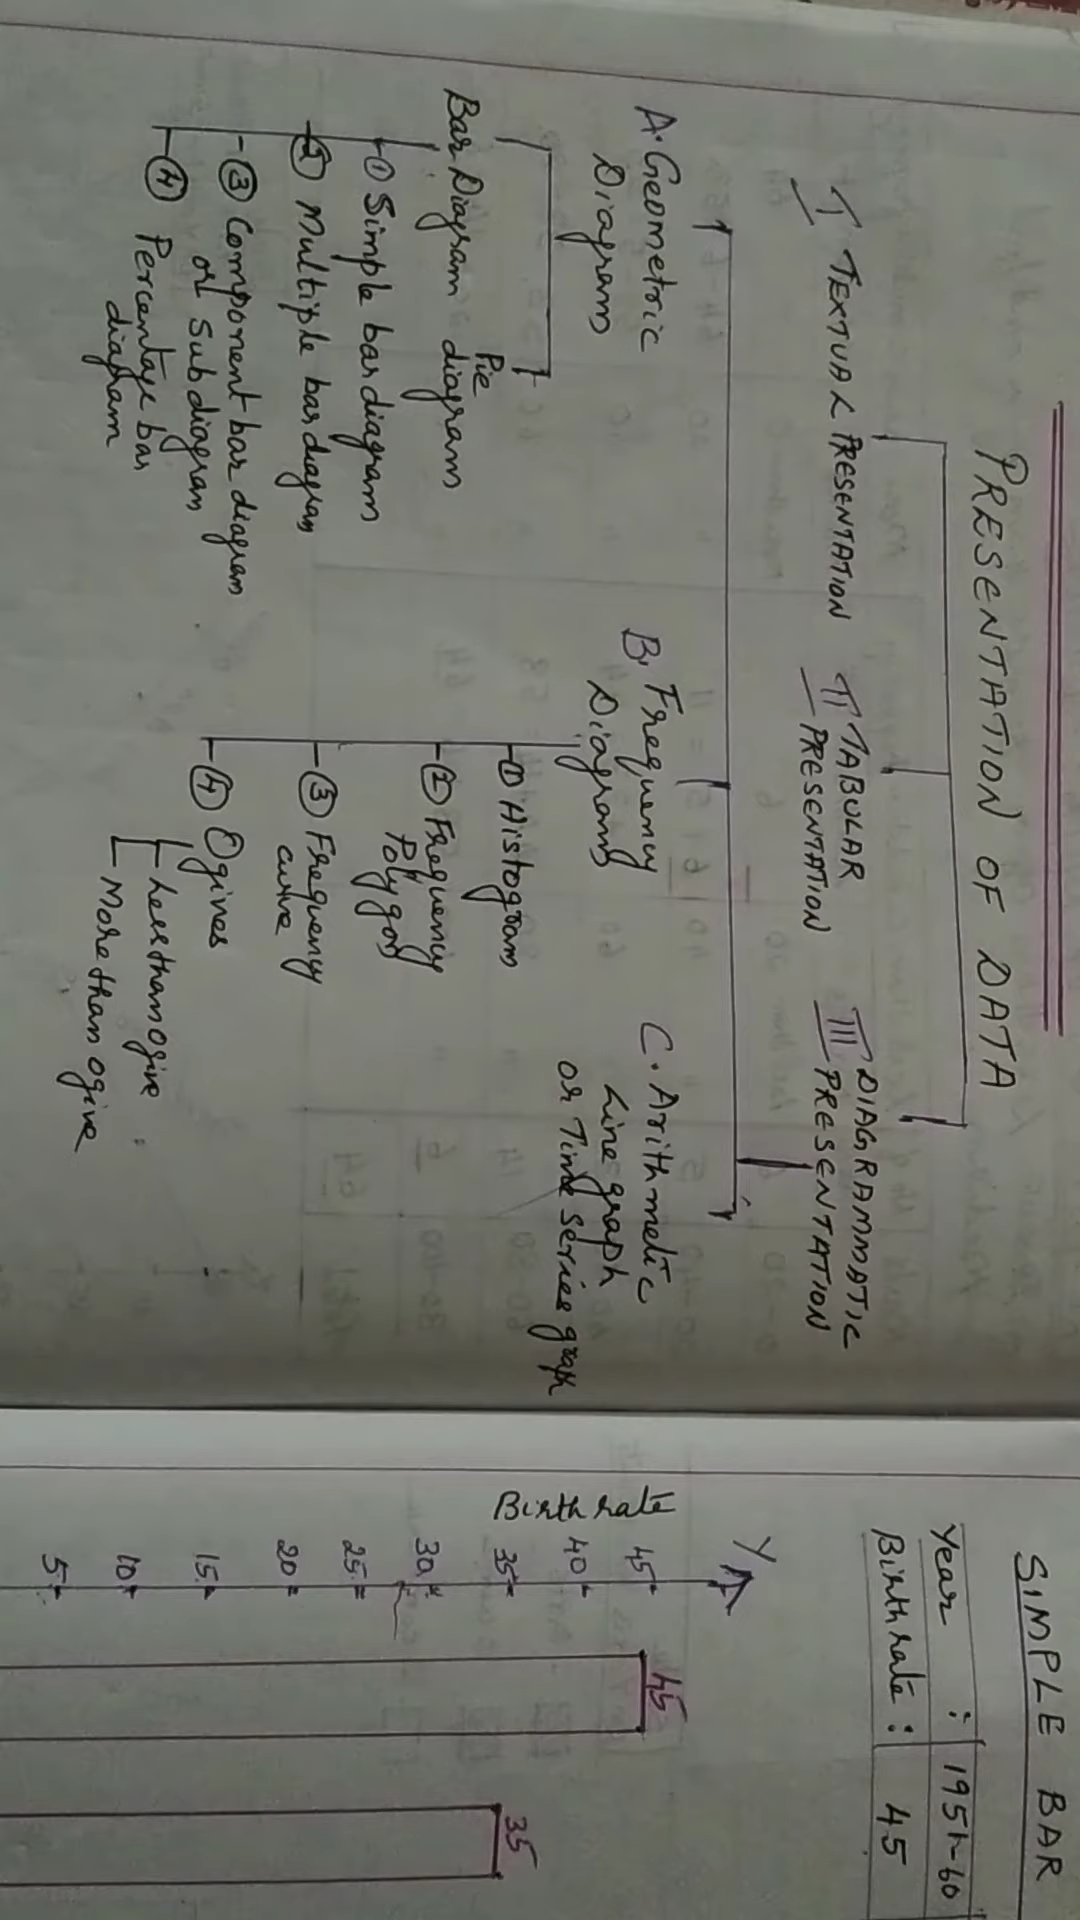 PRESENTATION OF DATA
I TEXTUAL PRESENTATION
II TABULAR
PRESENTATION
III DIAGRAMMATIC
PRESENTATION
A. Geometric
Diagram
Bar Diagram
Pie
diagram
① Simple bar diagram
② Multiple bar diagram
③ Component bar diagram
or Sub diagram
④ Percentage bar
diagram
B. Frequency
Diagrams
① Histogram
② Frequency
Polygon
③ Frequency
curve
④ Ogives
Less than ogive
More than ogive
C. Arithmetic
Line graph
or Time series graph
SIMPLE BAR
Year : 1951-60
Birth rate : 45
Y
Birth rate
45
40
35
30
25
20
15
10
5
45
35